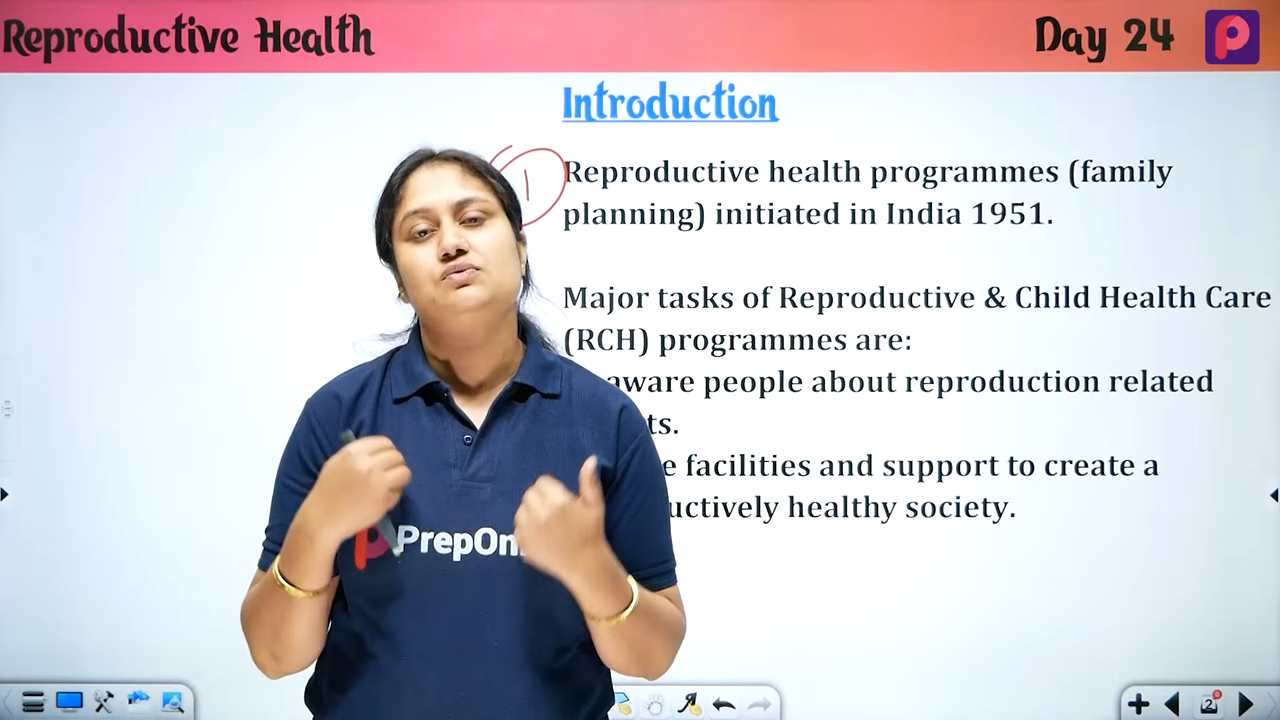 Reproductive Health
Day 24
Introduction
1
Reproductive health programmes (family
planning) initiated in India 1951.
Major tasks of Reproductive & Child Health Care
(RCH) programmes are:
aware people about reproduction related
facilities and support to create a
healthy society.
PrepOn
2